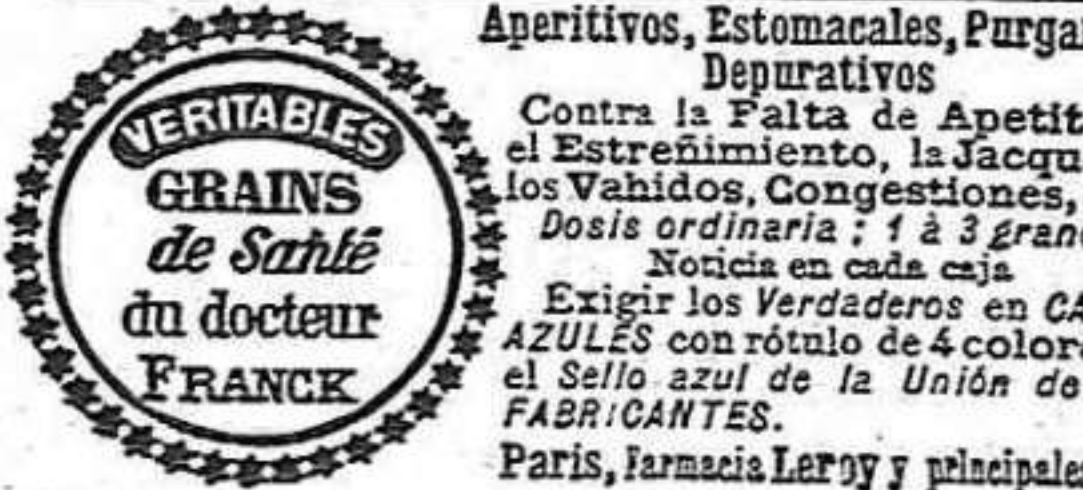 VERITABLES
GRAINS
de Santé
du docteur
FRANCK
Aperitivos, Estomacales, Purga
Depurativos
Contra la Falta de Apetit
el Estreñimiento, la Jacqu
los Vahidos, Congestiones,
Dosis ordinaria : 1 à 3 gran
Noticia en cada caja
Exigir los Verdaderos en CA
AZULES con rótulo de 4 color
el Sello azul de la Unión de
FABRICANTES.
Paris, Farmacia Leroy y principale